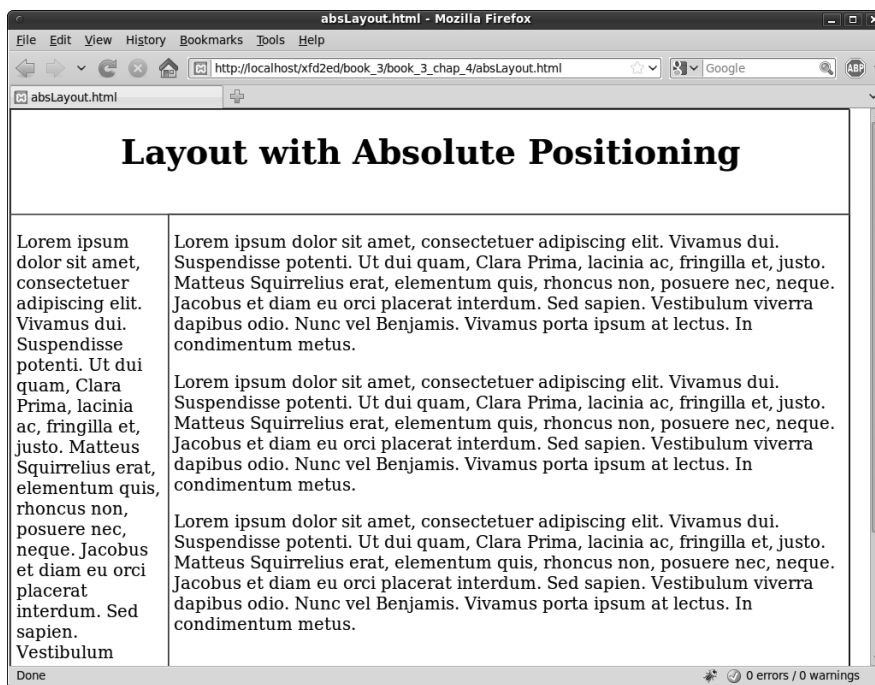 absLayout.html - Mozilla Firefox
File Edit View History Bookmarks Tools Help
http://localhost/xfd2ed/book_3/book_3_chap_4/absLayout.html
Google
ABP
absLayout.html
Layout with Absolute Positioning
Lorem ipsum
dolor sit amet,
consectetuer
adipiscing elit.
Vivamus dui.
Suspendisse
potenti. Ut dui
quam, Clara
Prima, lacinia
ac, fringilla et,
justo. Matteus
Squirrelius erat,
elementum quis,
rhoncus non,
posuere nec,
neque. Jacobus
et diam eu orci
placerat
interdum. Sed
sapien.
Vestibulum
Lorem ipsum dolor sit amet, consectetuer adipiscing elit. Vivamus dui.
Suspendisse potenti. Ut dui quam, Clara Prima, lacinia ac, fringilla et, justo.
Matteus Squirrelius erat, elementum quis, rhoncus non, posuere nec, neque.
Jacobus et diam eu orci placerat interdum. Sed sapien. Vestibulum viverra
dapibus odio. Nunc vel Benjamis. Vivamus porta ipsum at lectus. In
condimentum metus.
Lorem ipsum dolor sit amet, consectetuer adipiscing elit. Vivamus dui.
Suspendisse potenti. Ut dui quam, Clara Prima, lacinia ac, fringilla et, justo.
Matteus Squirrelius erat, elementum quis, rhoncus non, posuere nec, neque.
Jacobus et diam eu orci placerat interdum. Sed sapien. Vestibulum viverra
dapibus odio. Nunc vel Benjamis. Vivamus porta ipsum at lectus. In
condimentum metus.
Lorem ipsum dolor sit amet, consectetuer adipiscing elit. Vivamus dui.
Suspendisse potenti. Ut dui quam, Clara Prima, lacinia ac, fringilla et, justo.
Matteus Squirrelius erat, elementum quis, rhoncus non, posuere nec, neque.
Jacobus et diam eu orci placerat interdum. Sed sapien. Vestibulum viverra
dapibus odio. Nunc vel Benjamis. Vivamus porta ipsum at lectus. In
condimentum metus.
Done
0 errors / 0 warnings